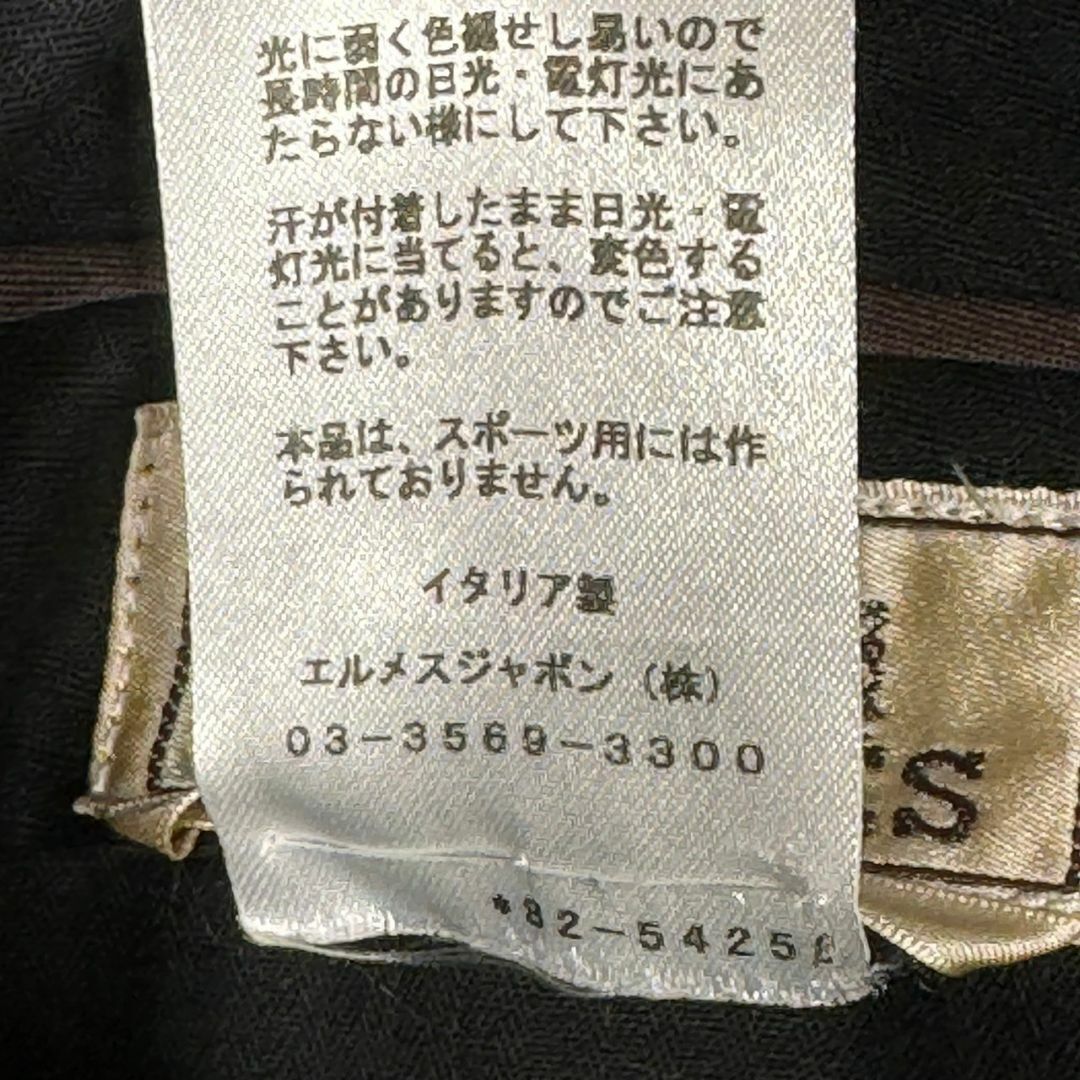 光に弱く色褪せし易いので
長時間の日光・電灯光にあ
たらない様にして下さい。
汗が付着したまま日光・電
灯光に当てると、変色する
ことがありますのでご注意
下さい。
本品は、スポーツ用には作
られておりません。
イタリア製
エルメスジャポン（株）
03-3569-3300
*82-5425
S